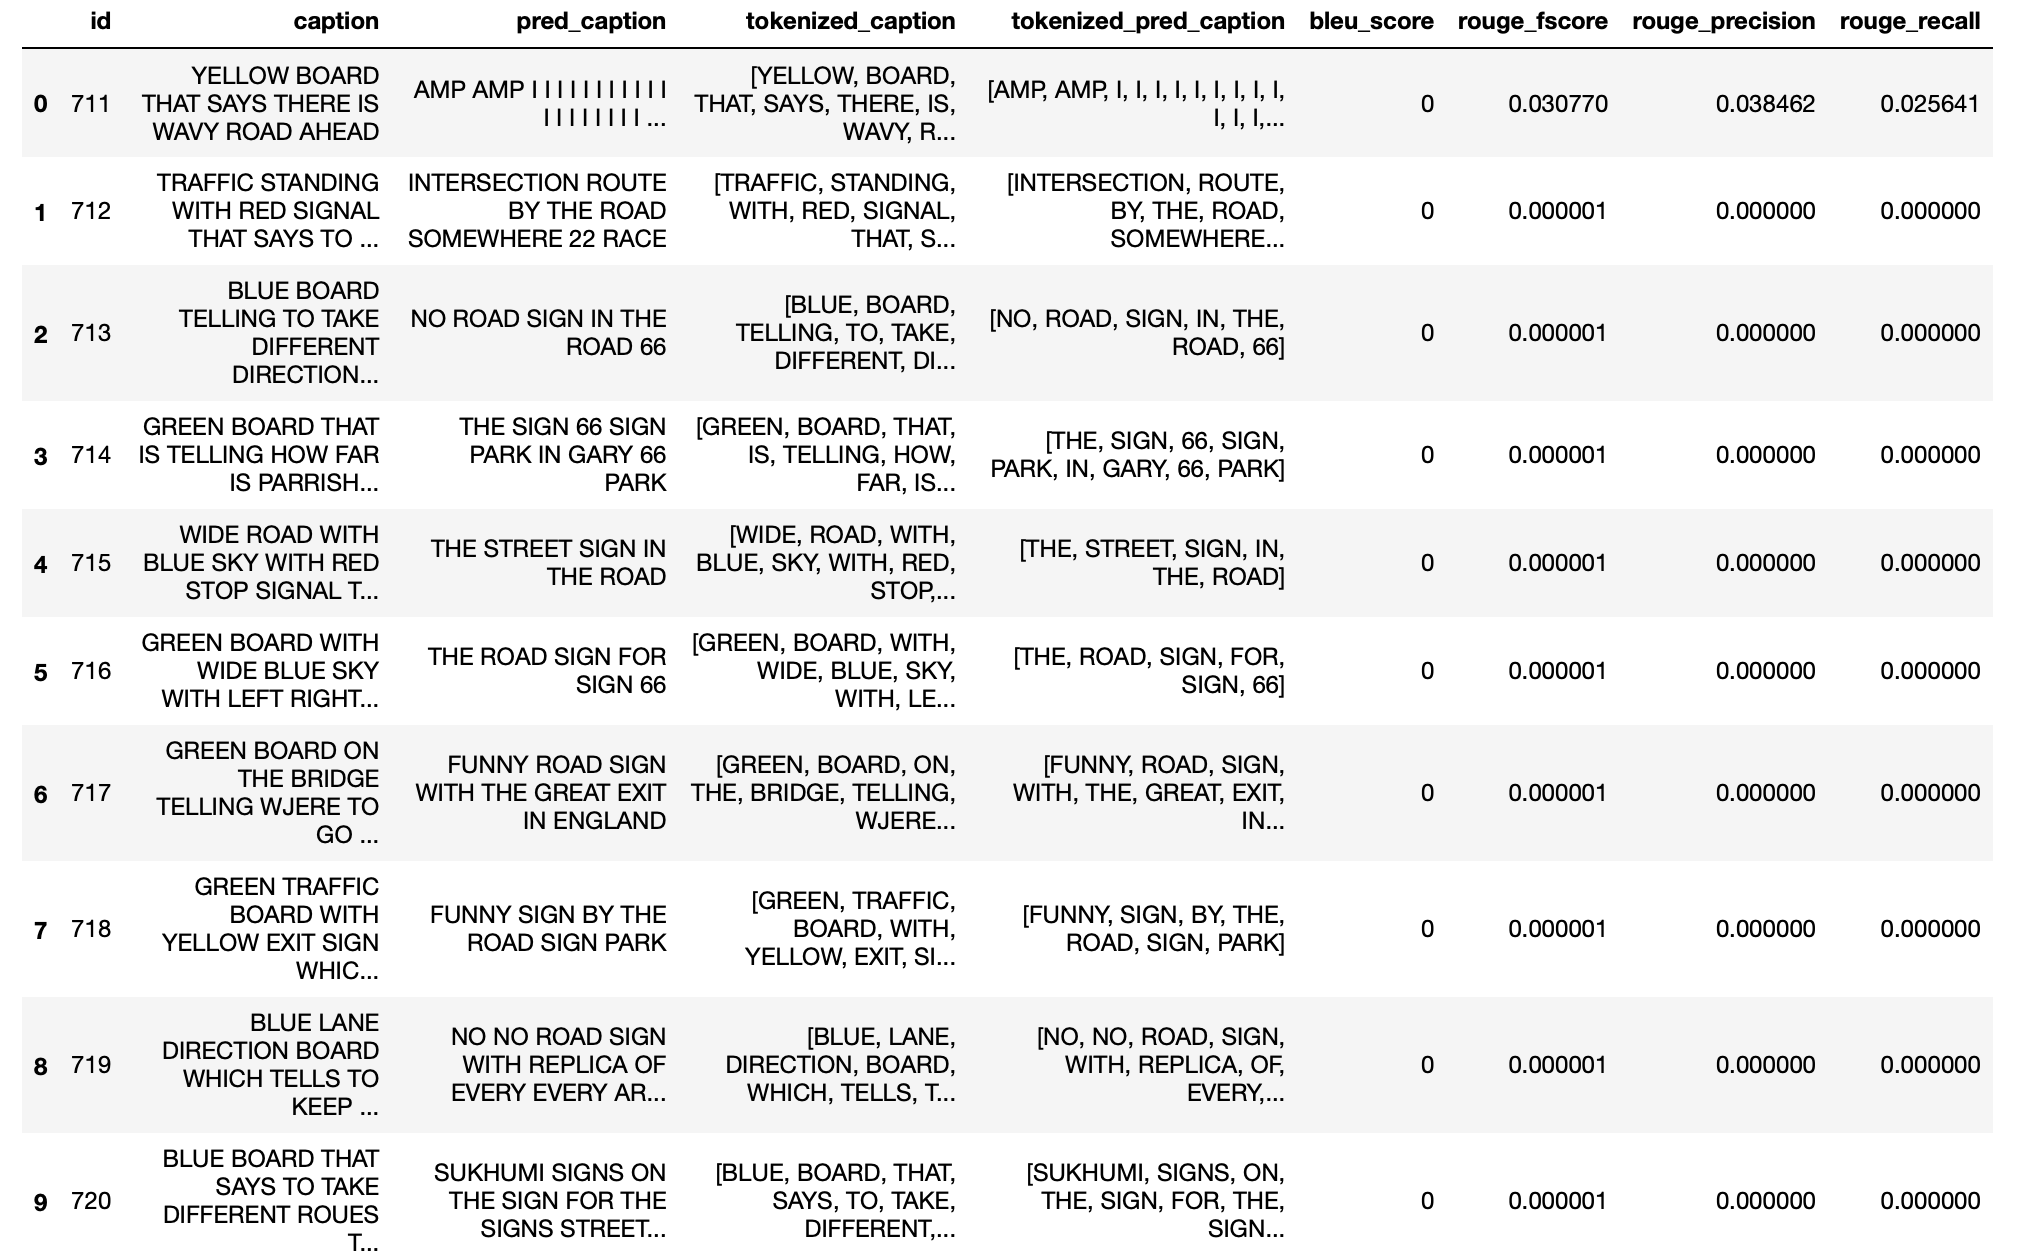 id caption pred_caption tokenized_caption tokenized_pred_caption bleu_score rouge_fscore rouge_precision rouge_recall
0 711 YELLOW BOARD THAT SAYS THERE IS WAVY ROAD AHEAD AMP AMP I I I I I I I I I I I I I I I I I I I ... [YELLOW, BOARD, THAT, SAYS, THERE, IS, WAVY, R... [AMP, AMP, I, I, I, I, I, I, I, I, I, I, I, I,... 0 0.030770 0.038462 0.025641
1 712 TRAFFIC STANDING WITH RED SIGNAL THAT SAYS TO ... INTERSECTION ROUTE BY THE ROAD SOMEWHERE 22 RACE [TRAFFIC, STANDING, WITH, RED, SIGNAL, THAT, S... [INTERSECTION, ROUTE, BY, THE, ROAD, SOMEWHERE... 0 0.000001 0.000000 0.000000
2 713 BLUE BOARD TELLING TO TAKE DIFFERENT DIRECTION... NO ROAD SIGN IN THE ROAD 66 [BLUE, BOARD, TELLING, TO, TAKE, DIFFERENT, DI... [NO, ROAD, SIGN, IN, THE, ROAD, 66] 0 0.000001 0.000000 0.000000
3 714 GREEN BOARD THAT IS TELLING HOW FAR IS PARRISH... THE SIGN 66 SIGN PARK IN GARY 66 PARK [GREEN, BOARD, THAT, IS, TELLING, HOW, FAR, IS... [THE, SIGN, 66, SIGN, PARK, IN, GARY, 66, PARK] 0 0.000001 0.000000 0.000000
4 715 WIDE ROAD WITH BLUE SKY WITH RED STOP SIGNAL T... THE STREET SIGN IN THE ROAD [WIDE, ROAD, WITH, BLUE, SKY, WITH, RED, STOP,... [THE, STREET, SIGN, IN, THE, ROAD] 0 0.000001 0.000000 0.000000
5 716 GREEN BOARD WITH WIDE BLUE SKY WITH LEFT RIGHT... THE ROAD SIGN FOR SIGN 66 [GREEN, BOARD, WITH, WIDE, BLUE, SKY, WITH, LE... [THE, ROAD, SIGN, FOR, SIGN, 66] 0 0.000001 0.000000 0.000000
6 717 GREEN BOARD ON THE BRIDGE TELLING WJERE TO GO ... FUNNY ROAD SIGN WITH THE GREAT EXIT IN ENGLAND [GREEN, BOARD, ON, THE, BRIDGE, TELLING, WJERE... [FUNNY, ROAD, SIGN, WITH, THE, GREAT, EXIT, IN... 0 0.000001 0.000000 0.000000
7 718 GREEN TRAFFIC BOARD WITH YELLOW EXIT SIGN WHIC... FUNNY SIGN BY THE ROAD SIGN PARK [GREEN, TRAFFIC, BOARD, WITH, YELLOW, EXIT, SI... [FUNNY, SIGN, BY, THE, ROAD, SIGN, PARK] 0 0.000001 0.000000 0.000000
8 719 BLUE LANE DIRECTION BOARD WHICH TELLS TO KEEP ... NO NO ROAD SIGN WITH REPLICA OF EVERY EVERY AR... [BLUE, LANE, DIRECTION, BOARD, WHICH, TELLS, T... [NO, NO, ROAD, SIGN, WITH, REPLICA, OF, EVERY,... 0 0.000001 0.000000 0.000000
9 720 BLUE BOARD THAT SAYS TO TAKE DIFFERENT ROUES T... SUKHUMI SIGNS ON THE SIGN FOR THE SIGNS STREET... [BLUE, BOARD, THAT, SAYS, TO, TAKE, DIFFERENT,... [SUKHUMI, SIGNS, ON, THE, SIGN, FOR, THE, SIGN... 0 0.000001 0.000000 0.000000